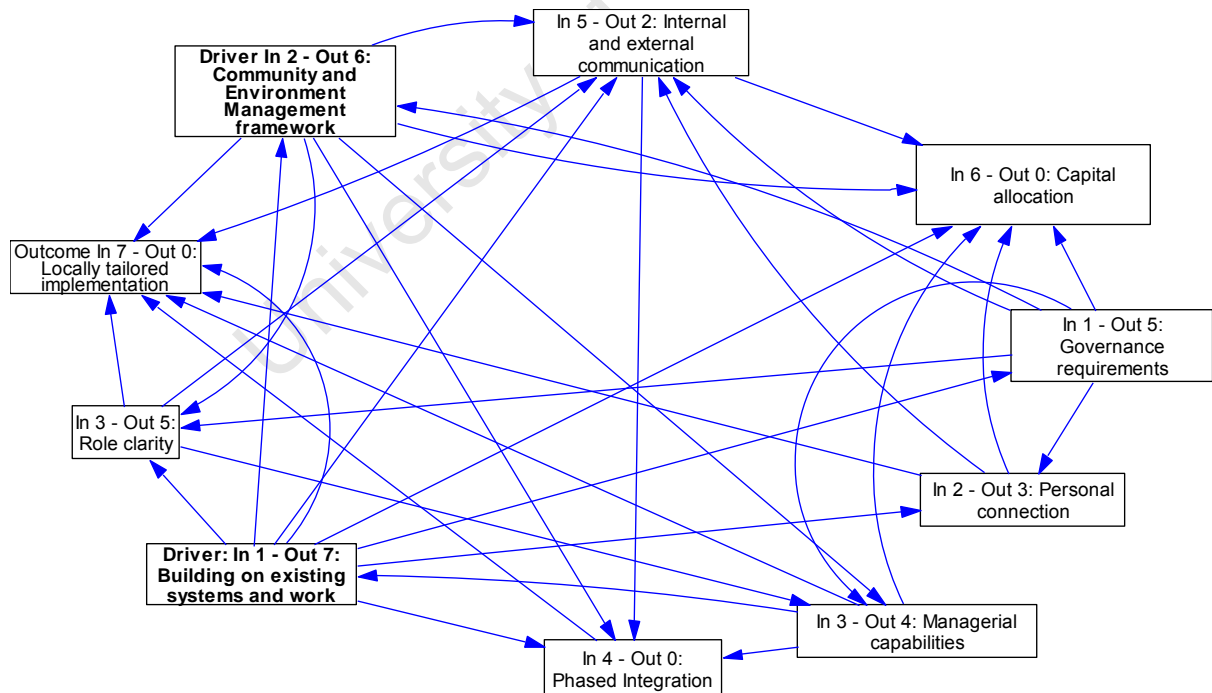 In 5 - Out 2: Internal
and external
communication
Driver In 2 - Out 6:
Community and
Environment
Management
framework
In 6 - Out 0: Capital
allocation
Outcome In 7 - Out 0:
Locally tailored
implementation
In 1 - Out 5:
Governance
requirements
In 3 - Out 5:
Role clarity
In 2 - Out 3: Personal
connection
Driver: In 1 - Out 7:
Building on existing
systems and work
In 3 - Out 4: Managerial
capabilities
In 4 - Out 0:
Phased Integration
University